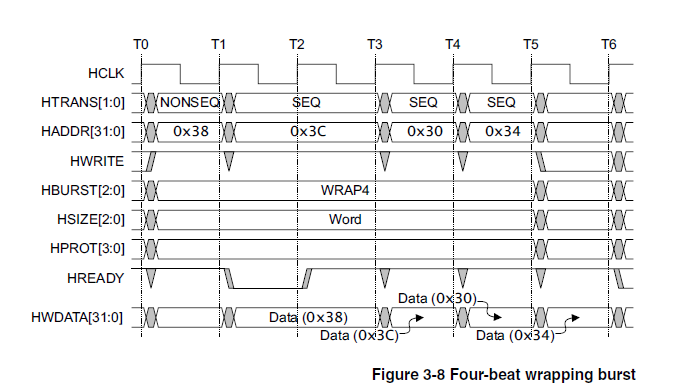 T0 T1 T2 T3 T4 T5 T6
HCLK
HTRANS[1:0] NONSEQ SEQ SEQ SEQ
HADDR[31:0] 0x38 0x3C 0x30 0x34
HWRITE
HBURST[2:0] WRAP4
HSIZE[2:0] Word
HPROT[3:0]
HREADY
Data (0x30)
HWDATA[31:0] Data (0x38)
Data (0x3C) Data (0x34)
Figure 3-8 Four-beat wrapping burst